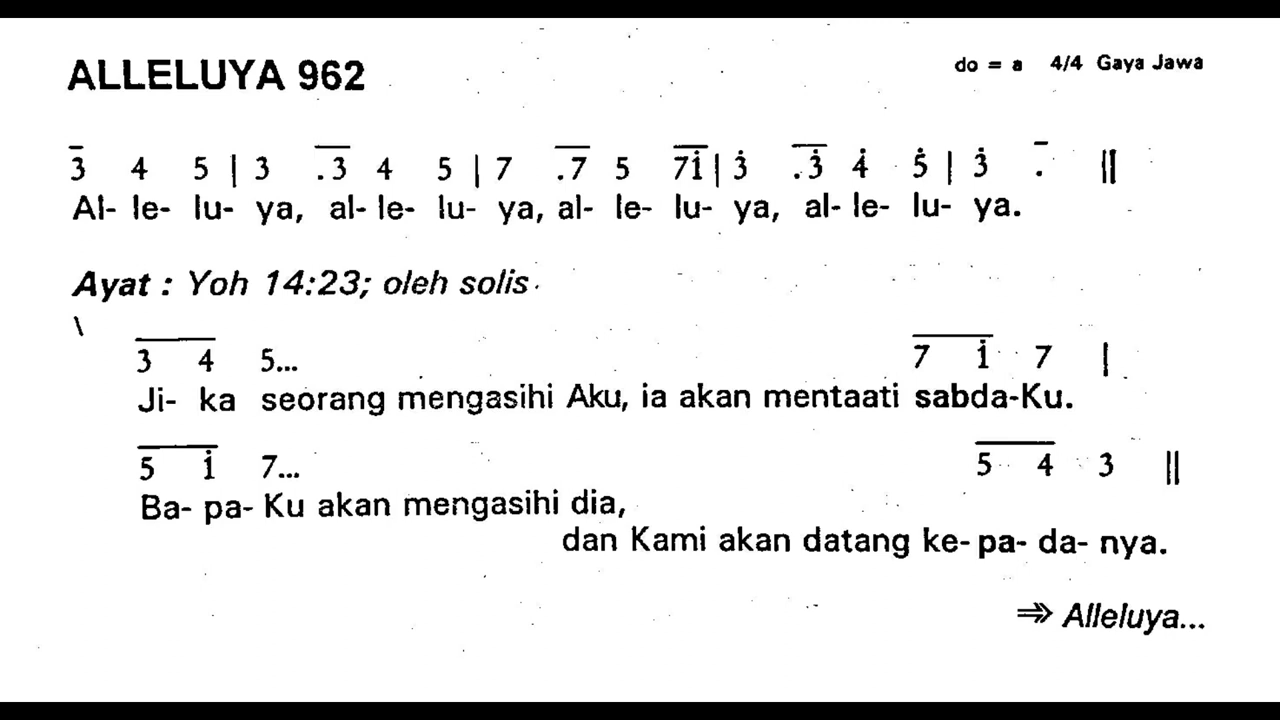 ALLELUYA 962 do = a 4/4 Gaya Jawa
3̅ 4 5 | 3 .̅3̅ 4 5 | 7 .̅7̅ 5 7̅i̅ | 3̇ .̅3̇̅ 4̇ 5̇ | 3̇ .̅ ||
Al- le- lu- ya, al- le- lu- ya, al- le- lu- ya, al- le- lu- ya.
Ayat : Yoh 14:23; oleh solis
3̅ 4̅ 5... 7̅ i̅ 7 |
Ji- ka seorang mengasihi Aku, ia akan mentaati sabda-Ku.
5̅ i̅ 7... 5̅ 4̅ 3 ||
Ba- pa- Ku akan mengasihi dia,
dan Kami akan datang ke- pa- da- nya.
⇒ Alleluya...